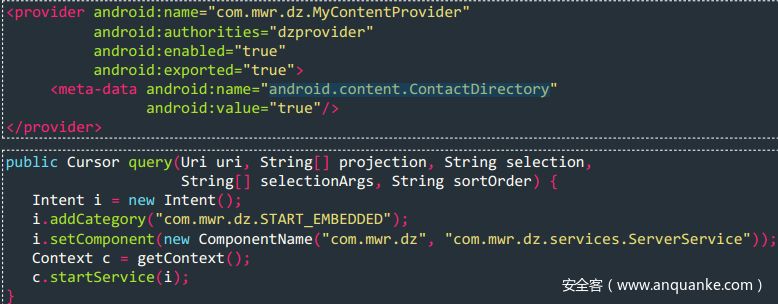 <provider android:name="com.mwr.dz.MyContentProvider"
android:authorities="dzprovider"
android:enabled="true"
android:exported="true">
<meta-data android:name="android.content.ContactDirectory"
android:value="true"/>
</provider>
public Cursor query(Uri uri, String[] projection, String selection,
String[] selectionArgs, String sortOrder) {
Intent i = new Intent();
i.addCategory("com.mwr.dz.START_EMBEDDED");
i.setComponent(new ComponentName("com.mwr.dz", "com.mwr.dz.services.ServerService"));
Context c = getContext();
c.startService(i);
}
安全客（www.anquanke.com）